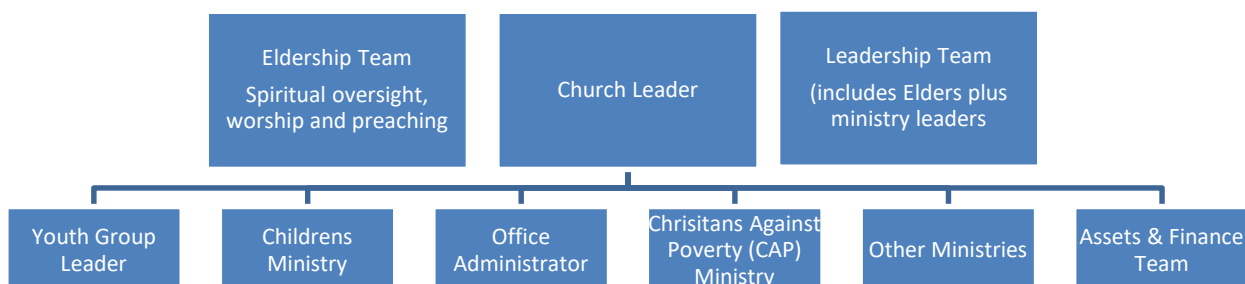 Eldership Team
Spiritual oversight,
worship and preaching
Church Leader
Leadership Team
(includes Elders plus
ministry leaders
Youth Group
Leader
Childrens
Ministry
Office
Administrator
Chrisitans Against
Poverty (CAP)
Ministry
Other Ministries
Assets & Finance
Team